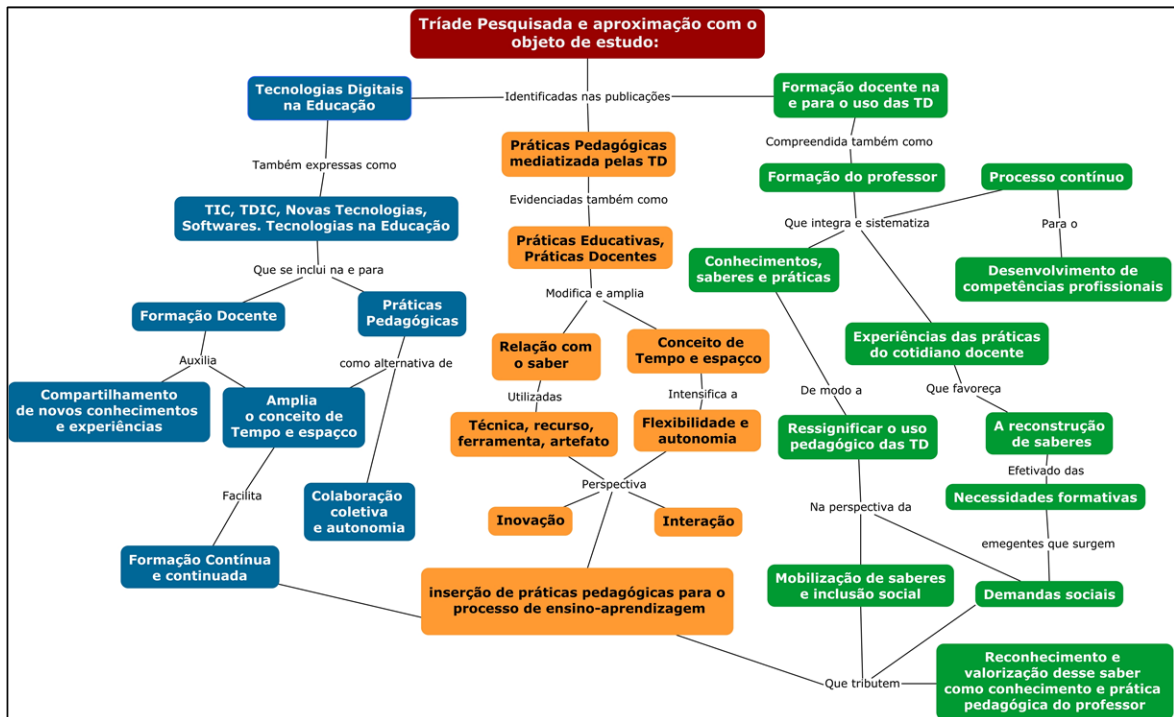 Tríade Pesquisada e aproximação com o
objeto de estudo:
Tecnologias Digitais
na Educação
Identificadas nas publicações
Formação docente na
e para o uso das TD
Também expressas como
Práticas Pedagógicas
mediatizada pelas TD
Compreendida também como
Formação do professor
Processo contínuo
TIC, TDIC, Novas Tecnologias,
Softwares. Tecnologias na Educação
Evidenciadas também como
Que integra e sistematiza
Para o
Práticas Educativas,
Práticas Docentes
Conhecimentos,
saberes e práticas
Desenvolvimento de
competências profissionais
Que se inclui na e para
Modifica e amplia
Formação Docente
Práticas
Pedagógicas
Relação com
o saber
Conceito de
Tempo e espaçco
Experiências das práticas
do cotidiano docente
Auxilia
como alternativa de
Utilizadas
Intensifica a
De modo a
Que favoreça
Compartilhamento
de novos conhecimentos
e experiências
Amplia
o conceito de
Tempo e espaçco
Técnica, recurso,
ferramenta, artefato
Flexibilidade e
autonomia
Ressignificar o uso
pedagógico das TD
A reconstrução
de saberes
Efetivado das
Facilita
Colaboração
coletiva
e autonomia
Perspectiva
Inovação
Interação
Na perspectiva da
Necessidades formativas
emegentes que surgem
Formação Contínua
e continuada
inserção de práticas pedagógicas para o
processo de ensino-aprendizagem
Mobilização de saberes
e inclusão social
Demandas sociais
Que tributem
Reconhecimento e
valorização desse saber
como conhecimento e prática
pedagógica do professor